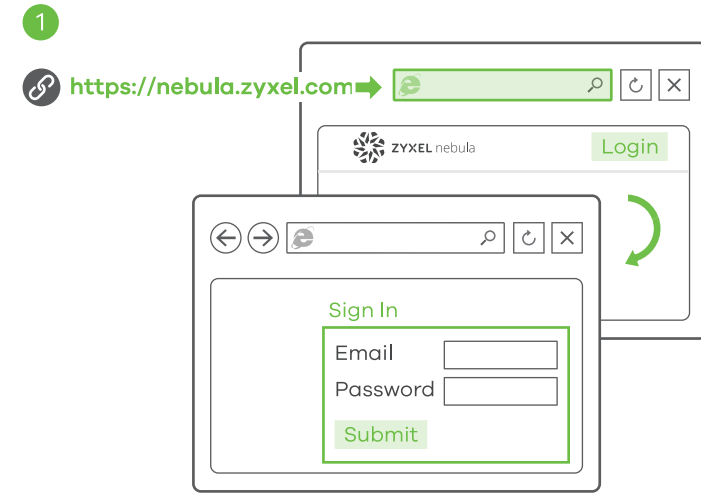 1
https://nebula.zyxel.com
ZYXEL nebula
Login
Sign In
Email
Password
Submit